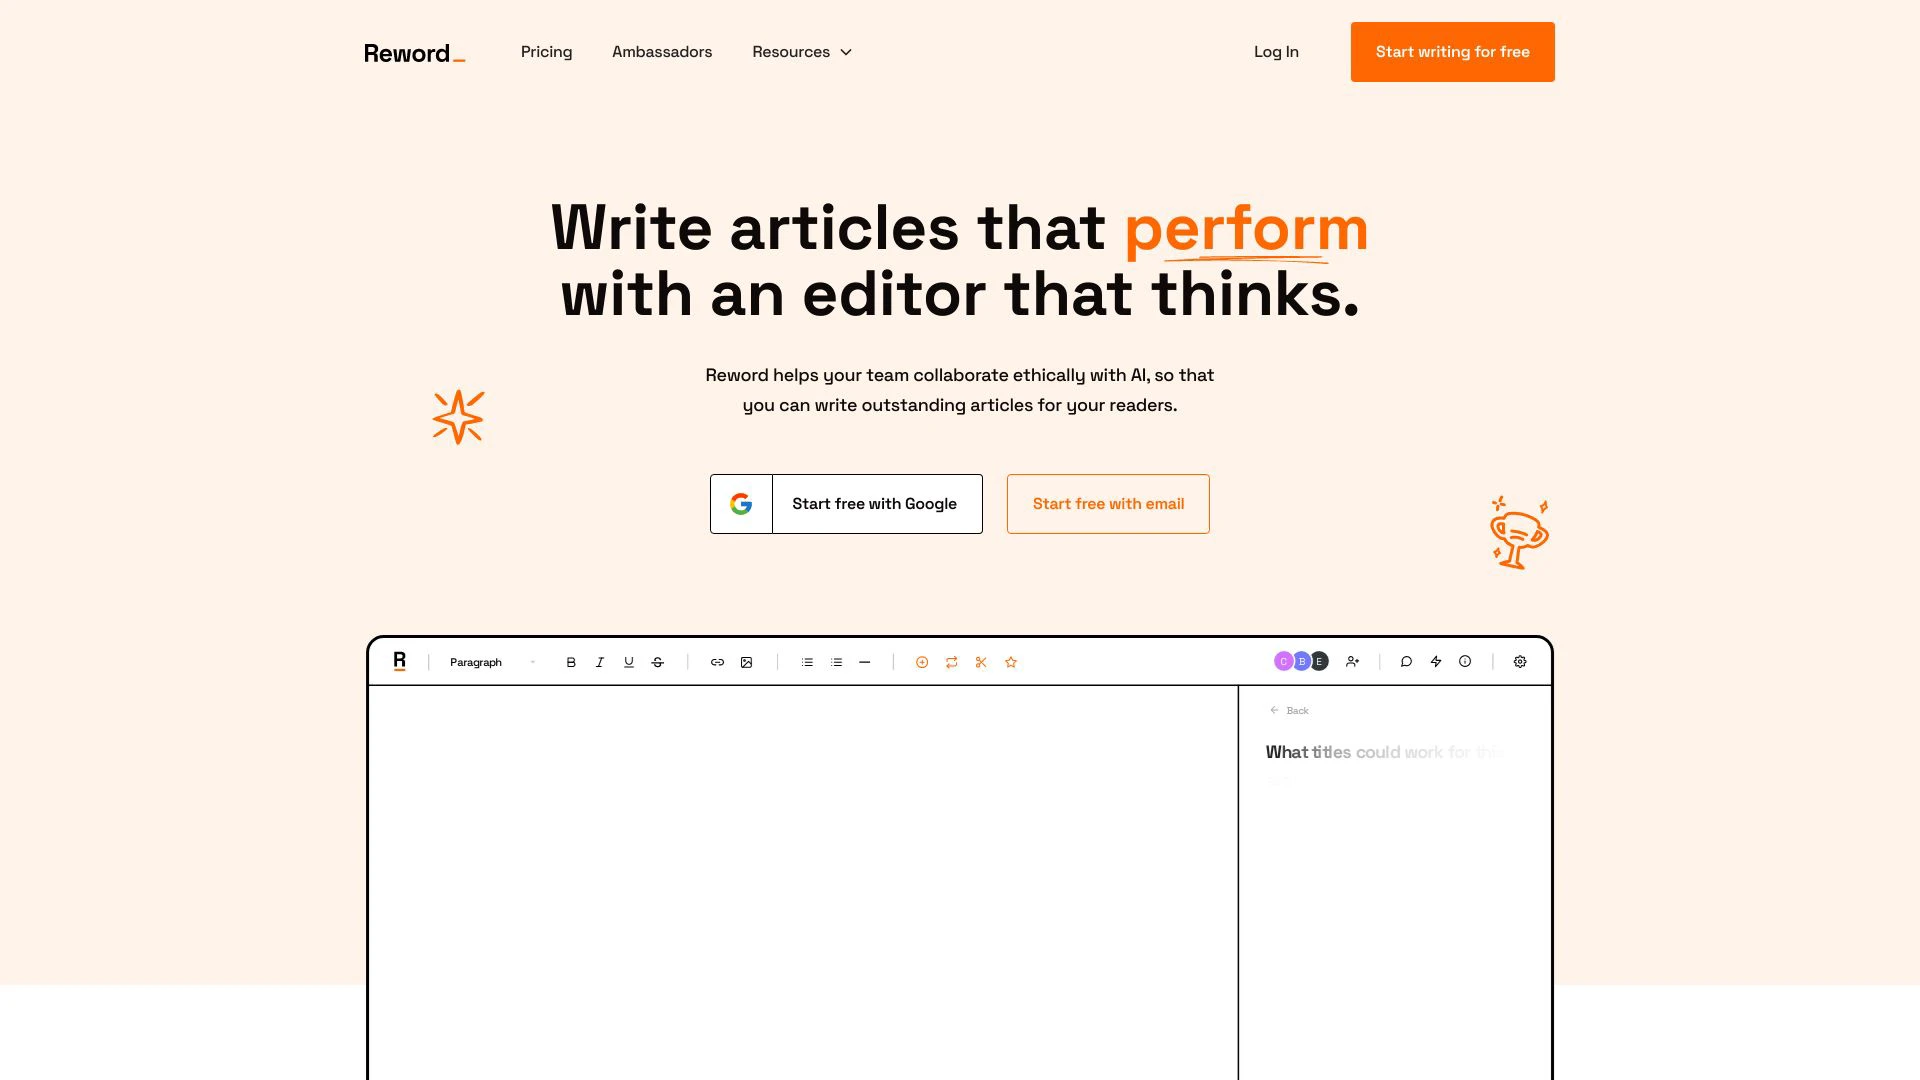 Reword_
Pricing
Ambassadors
Resources
Log In
Start writing for free
Write articles that perform
with an editor that thinks.
Reword helps your team collaborate ethically with AI, so that
you can write outstanding articles for your readers.
Start free with Google
Start free with email
R
Paragraph
B
I
U
S
C
B
E
Back
What titles could work for this